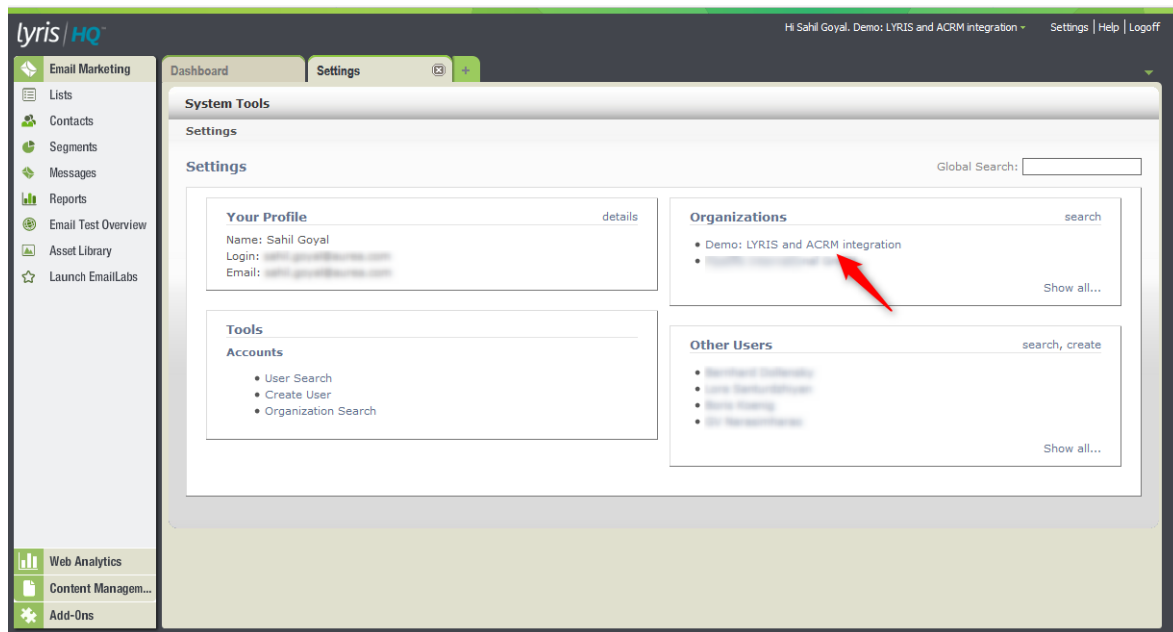 lyris HQ
Hi Sahil Goyal. Demo: LYRIS and ACRM integration
Settings | Help | Logoff
Email Marketing
Lists
Contacts
Segments
Messages
Reports
Email Test Overview
Asset Library
Launch EmailLabs
Web Analytics
Content Managem...
Add-Ons
Dashboard
Settings
+
System Tools
Settings
Settings
Global Search:
Your Profile
details
Name: Sahil Goyal
Login:
Email:
Tools
Accounts
• User Search
• Create User
• Organization Search
Organizations
search
• Demo: LYRIS and ACRM integration
•
Show all...
Other Users
search, create
•
•
•
•
Show all...